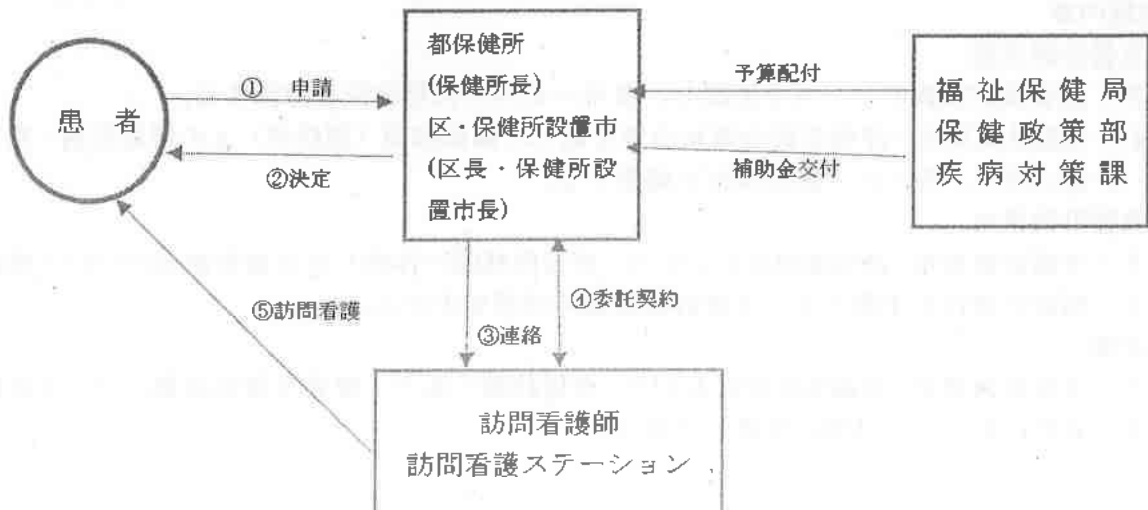 患者
① 申請
②決定
都保健所
(保健所長)
区・保健所設置市
(区長・保健所設
置市長)
予算配付
補助金交付
福祉保健局
保健政策部
疾病対策課
⑤訪問看護
③連絡
④委託契約
訪問看護師
訪問看護ステーション